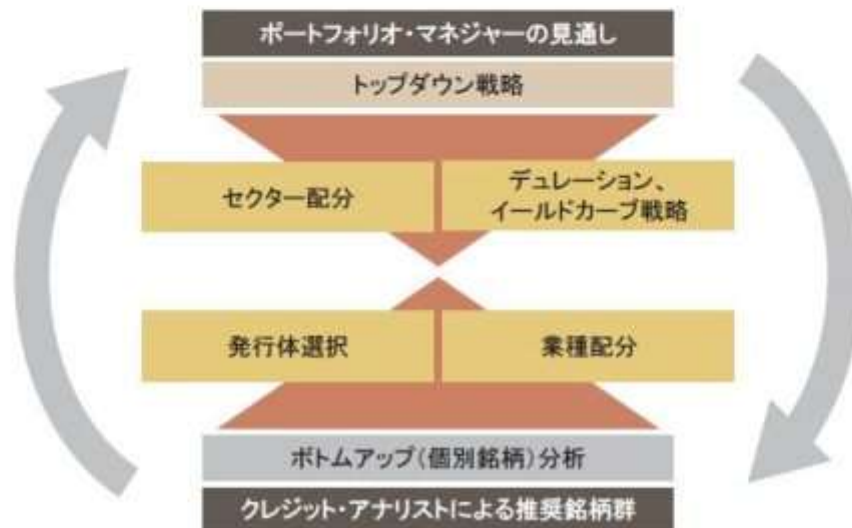 ポートフォリオ・マネジャーの見通し
トップダウン戦略
セクター配分
デュレーション、
イールドカーブ戦略
発行体選択
業種配分
ボトムアップ(個別銘柄)分析
クレジット・アナリストによる推奨銘柄群